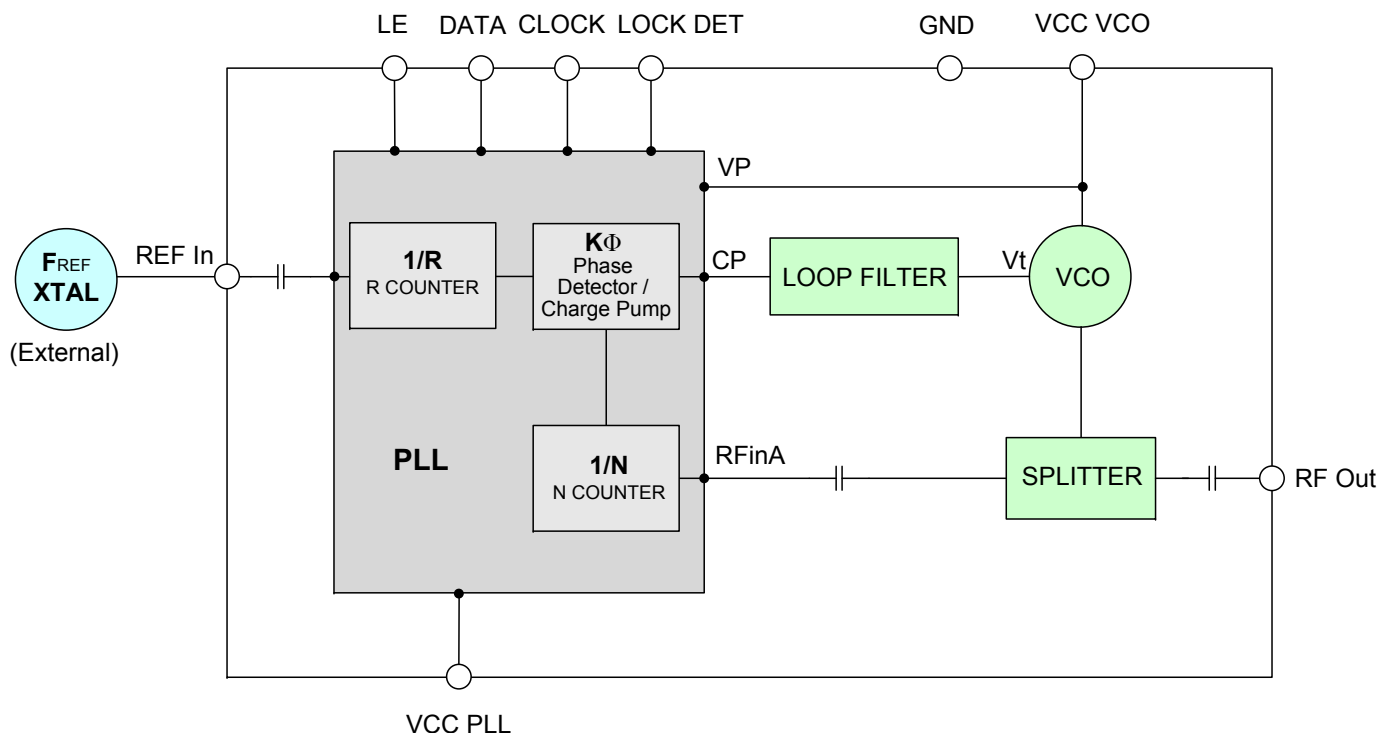 LE DATA CLOCK LOCK DET GND VCC VCO
VP
FREF
XTAL
(External)
REF In
1/R
R COUNTER
KΦ
Phase
Detector /
Charge Pump
CP
LOOP FILTER
Vt
VCO
PLL
1/N
N COUNTER
RFinA
SPLITTER
RF Out
VCC PLL